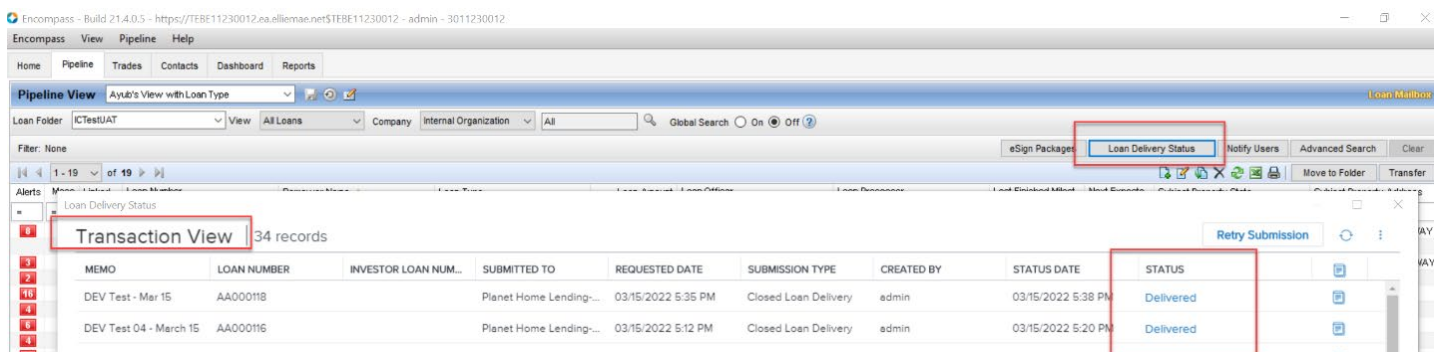 Encompass - Build 21.4.0.5 - https://TEBE11230012.ea.elliemae.net$TEBE11230012 - admin - 3011230012
Encompass View Pipeline Help
Home Pipeline Trades Contacts Dashboard Reports
Pipeline View Ayub's View with Loan Type Loan Mailbox
Loan Folder ICTestUAT View All Loans Company Internal Organization All Global Search On Off
Filter: None eSign Packages Loan Delivery Status Notify Users Advanced Search Clear
1 - 19 of 19 Move to Folder Transfer
Alerts
Loan Delivery Status
Transaction View 34 records Retry Submission
MEMO LOAN NUMBER INVESTOR LOAN NUM... SUBMITTED TO REQUESTED DATE SUBMISSION TYPE CREATED BY STATUS DATE STATUS
DEV Test - Mar 15 AA000118 Planet Home Lending-... 03/15/2022 5:35 PM Closed Loan Delivery admin 03/15/2022 5:38 PM Delivered
DEV Test 04 - March 15 AA000116 Planet Home Lending-... 03/15/2022 5:12 PM Closed Loan Delivery admin 03/15/2022 5:20 PM Delivered